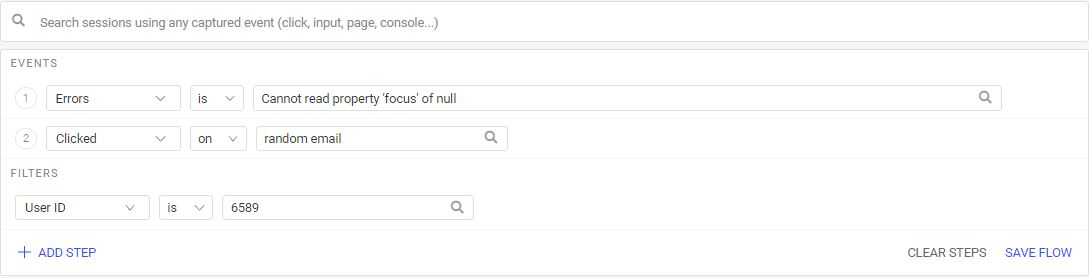 Search sessions using any captured event (click, input, page, console...)
EVENTS
1 Errors is Cannot read property 'focus' of null
2 Clicked on random email
FILTERS
User ID is 6589
ADD STEP CLEAR STEPS SAVE FLOW